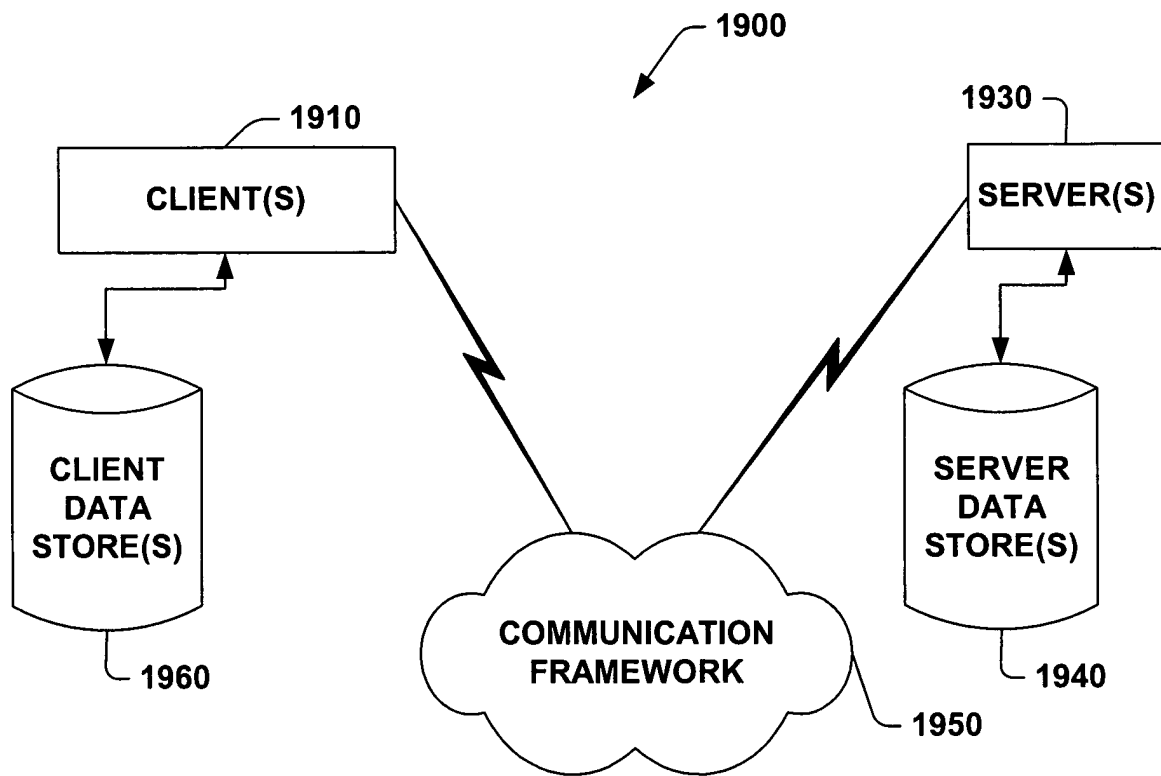 1900
1910
1930
CLIENT(S)
SERVER(S)
CLIENT
DATA
STORE(S)
SERVER
DATA
STORE(S)
COMMUNICATION
FRAMEWORK
1960
1940
1950